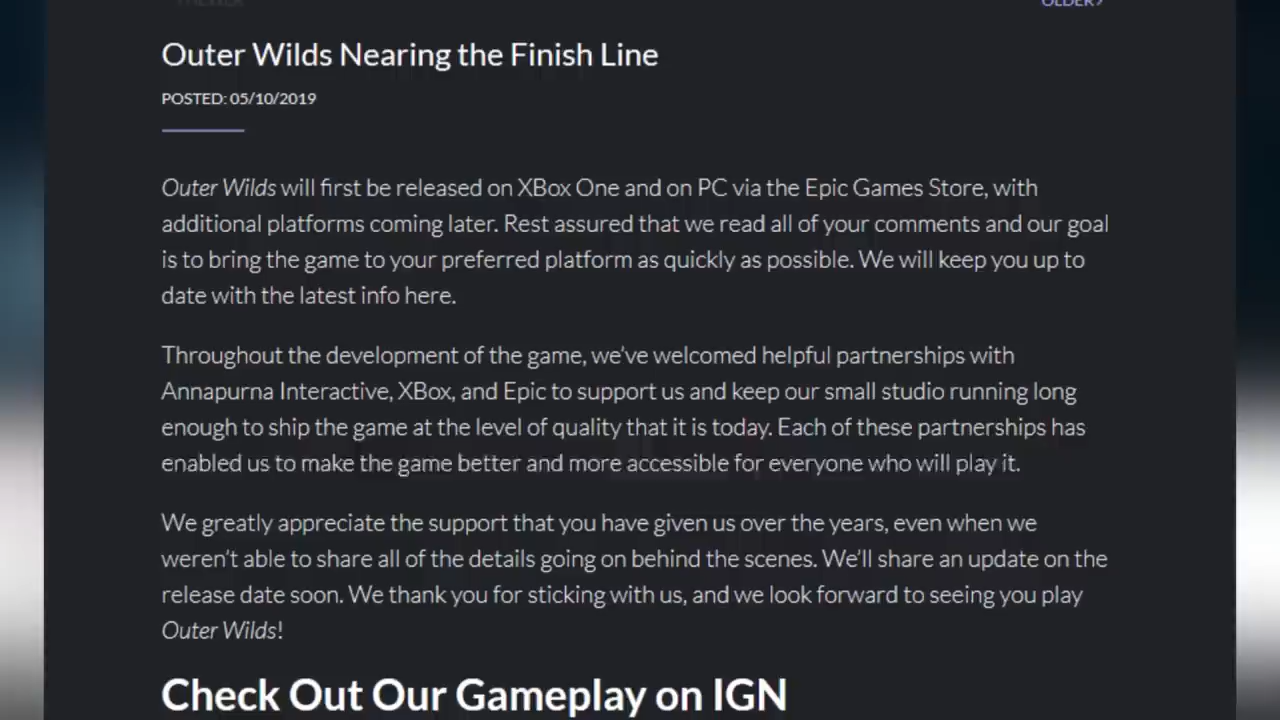 OLDER›
Outer Wilds Nearing the Finish Line
POSTED: 05/10/2019
Outer Wilds will first be released on XBox One and on PC via the Epic Games Store, with
additional platforms coming later. Rest assured that we read all of your comments and our goal
is to bring the game to your preferred platform as quickly as possible. We will keep you up to
date with the latest info here.
Throughout the development of the game, we've welcomed helpful partnerships with
Annapurna Interactive, XBox, and Epic to support us and keep our small studio running long
enough to ship the game at the level of quality that it is today. Each of these partnerships has
enabled us to make the game better and more accessible for everyone who will play it.
We greatly appreciate the support that you have given us over the years, even when we
weren't able to share all of the details going on behind the scenes. We'll share an update on the
release date soon. We thank you for sticking with us, and we look forward to seeing you play
Outer Wilds!
Check Out Our Gameplay on IGN